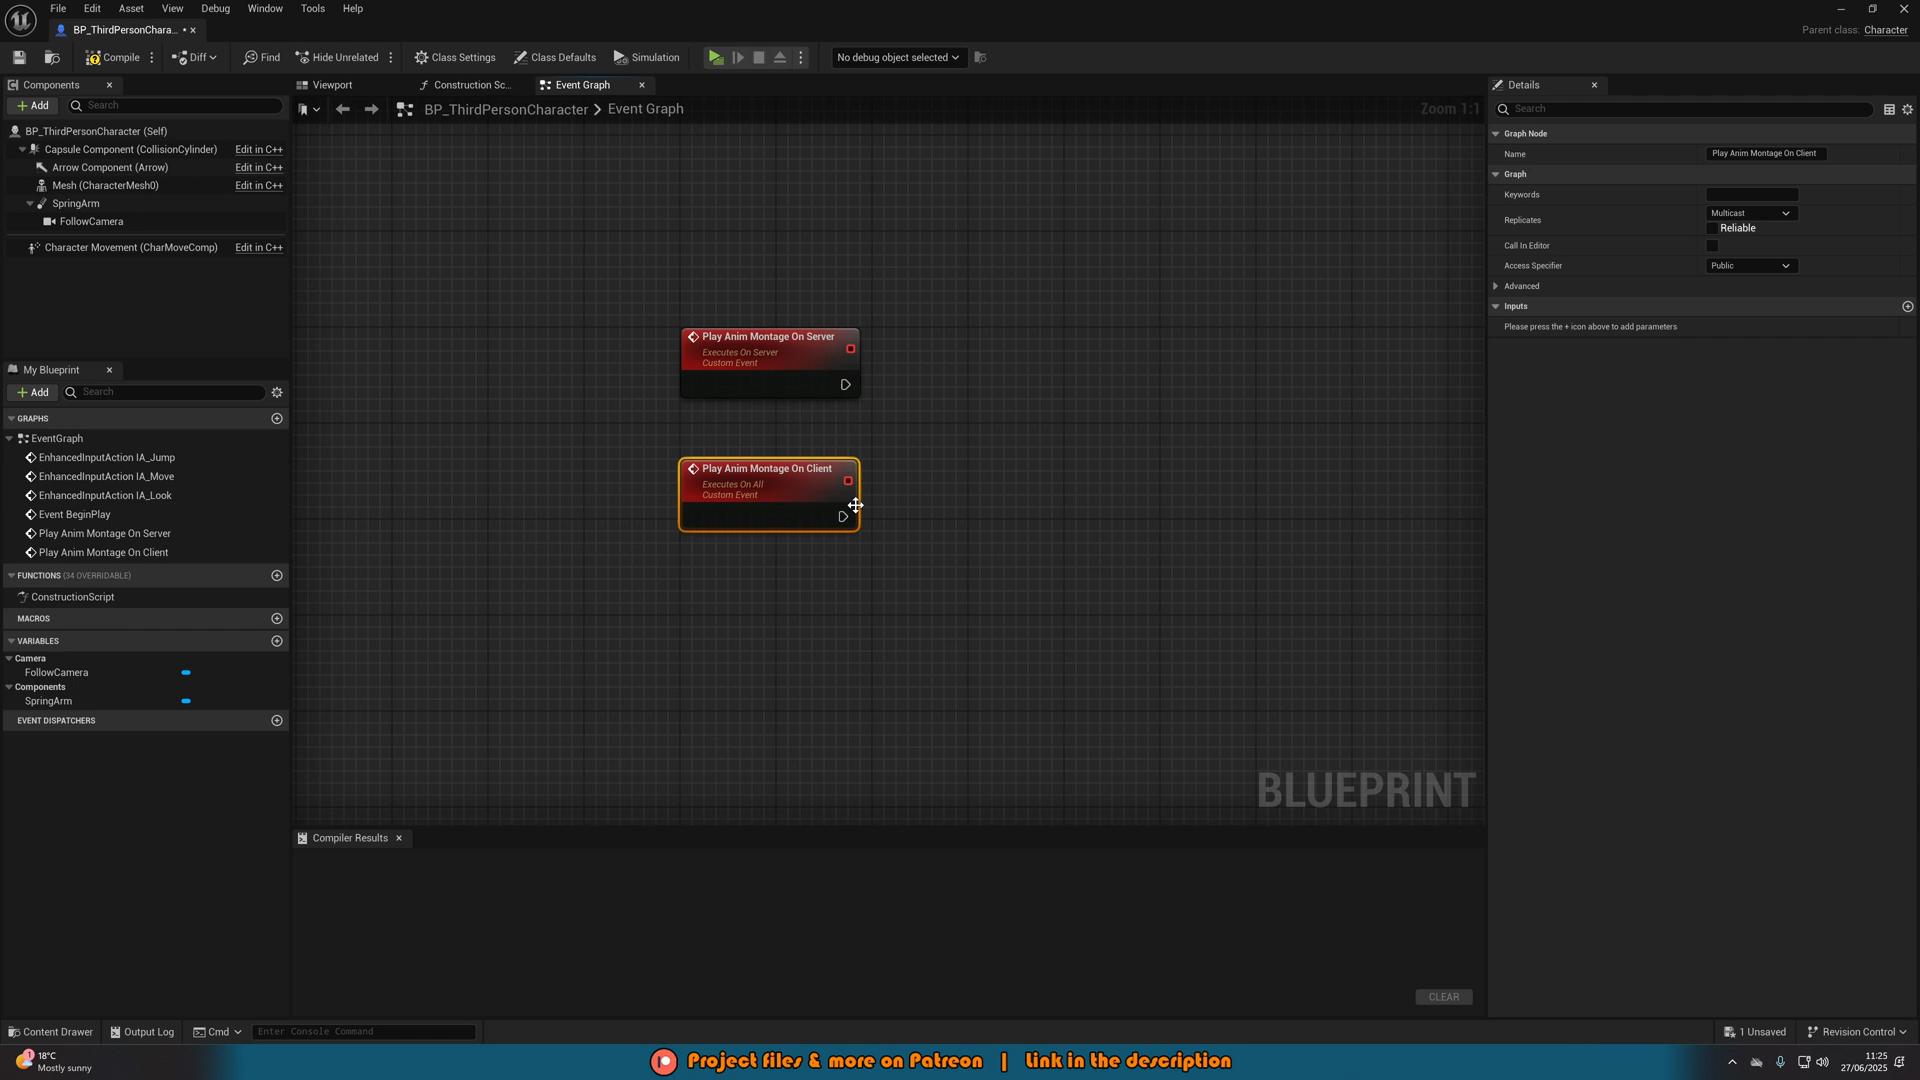 File Edit Asset View Debug Window Tools Help
BP_ThirdPersonChara... •
Parent class: Character
Compile Diff Find Hide Unrelated Class Settings Class Defaults Simulation No debug object selected
Components
Add Search
BP_ThirdPersonCharacter (Self)
Capsule Component (CollisionCylinder) Edit in C++
Arrow Component (Arrow) Edit in C++
Mesh (CharacterMesh0) Edit in C++
SpringArm
FollowCamera
Character Movement (CharMoveComp) Edit in C++
My Blueprint
Add Search
GRAPHS
EventGraph
EnhancedInputAction IA_Jump
EnhancedInputAction IA_Move
EnhancedInputAction IA_Look
Event BeginPlay
Play Anim Montage On Server
Play Anim Montage On Client
FUNCTIONS (34 OVERRIDABLE)
ConstructionScript
MACROS
VARIABLES
Camera
FollowCamera
Components
SpringArm
EVENT DISPATCHERS
Viewport Construction Sc... Event Graph
BP_ThirdPersonCharacter > Event Graph Zoom 1:1
Play Anim Montage On Server
Executes On Server
Custom Event
Play Anim Montage On Client
Executes On All
Custom Event
BLUEPRINT
Compiler Results
CLEAR
Details
Search
Graph Node
Name Play Anim Montage On Client
Graph
Keywords
Replicates Multicast
Reliable
Call In Editor
Access Specifier Public
Advanced
Inputs
Please press the + icon above to add parameters
Content Drawer Output Log Cmd Enter Console Command 1 Unsaved Revision Control
1
18°C
Mostly sunny
Project files & more on Patreon | Link in the description
11:25
27/06/2025